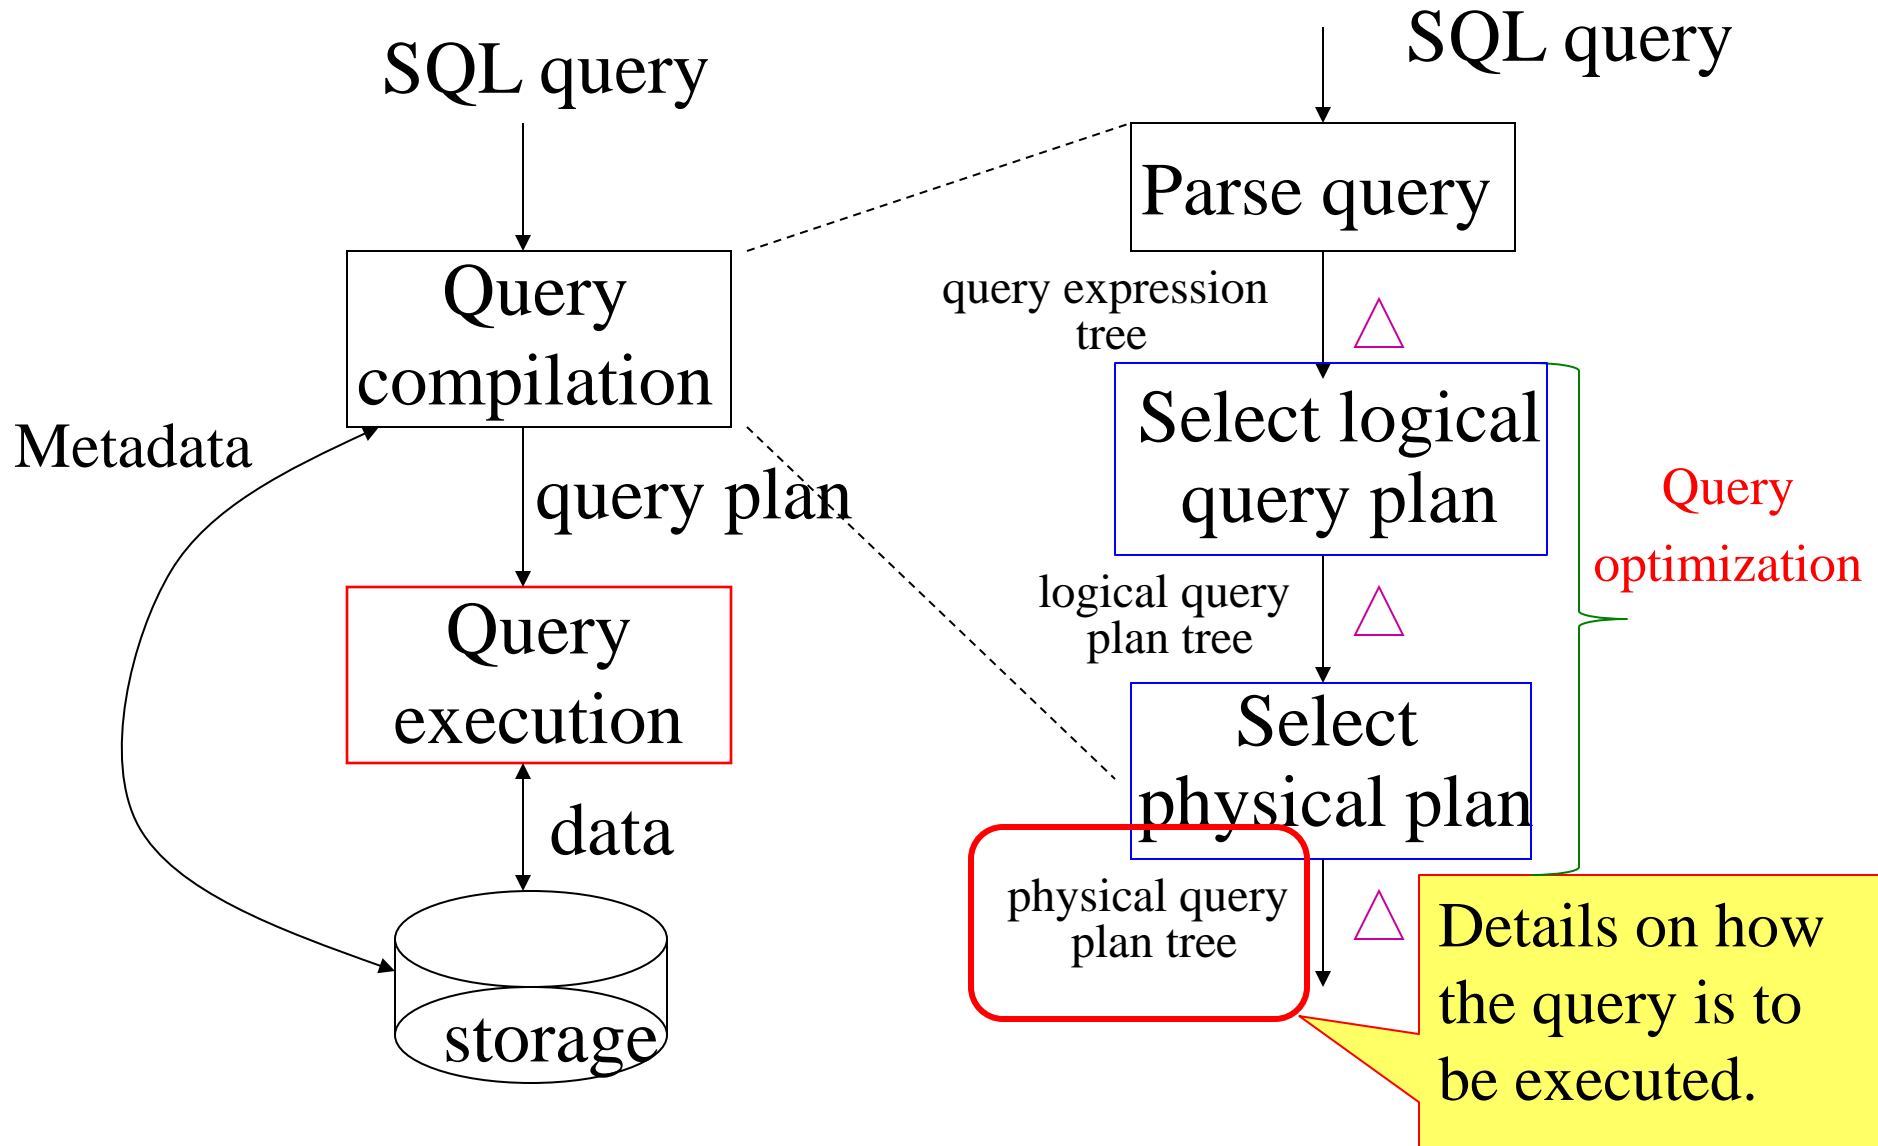 SQL query
Query
compilation
Metadata
query plan
Query
execution
data
storage
SQL query
Parse query
query expression
tree
Select logical
query plan
Query
optimization
logical query
plan tree
Select
physical plan
physical query
plan tree
Details on how
the query is to
be executed.